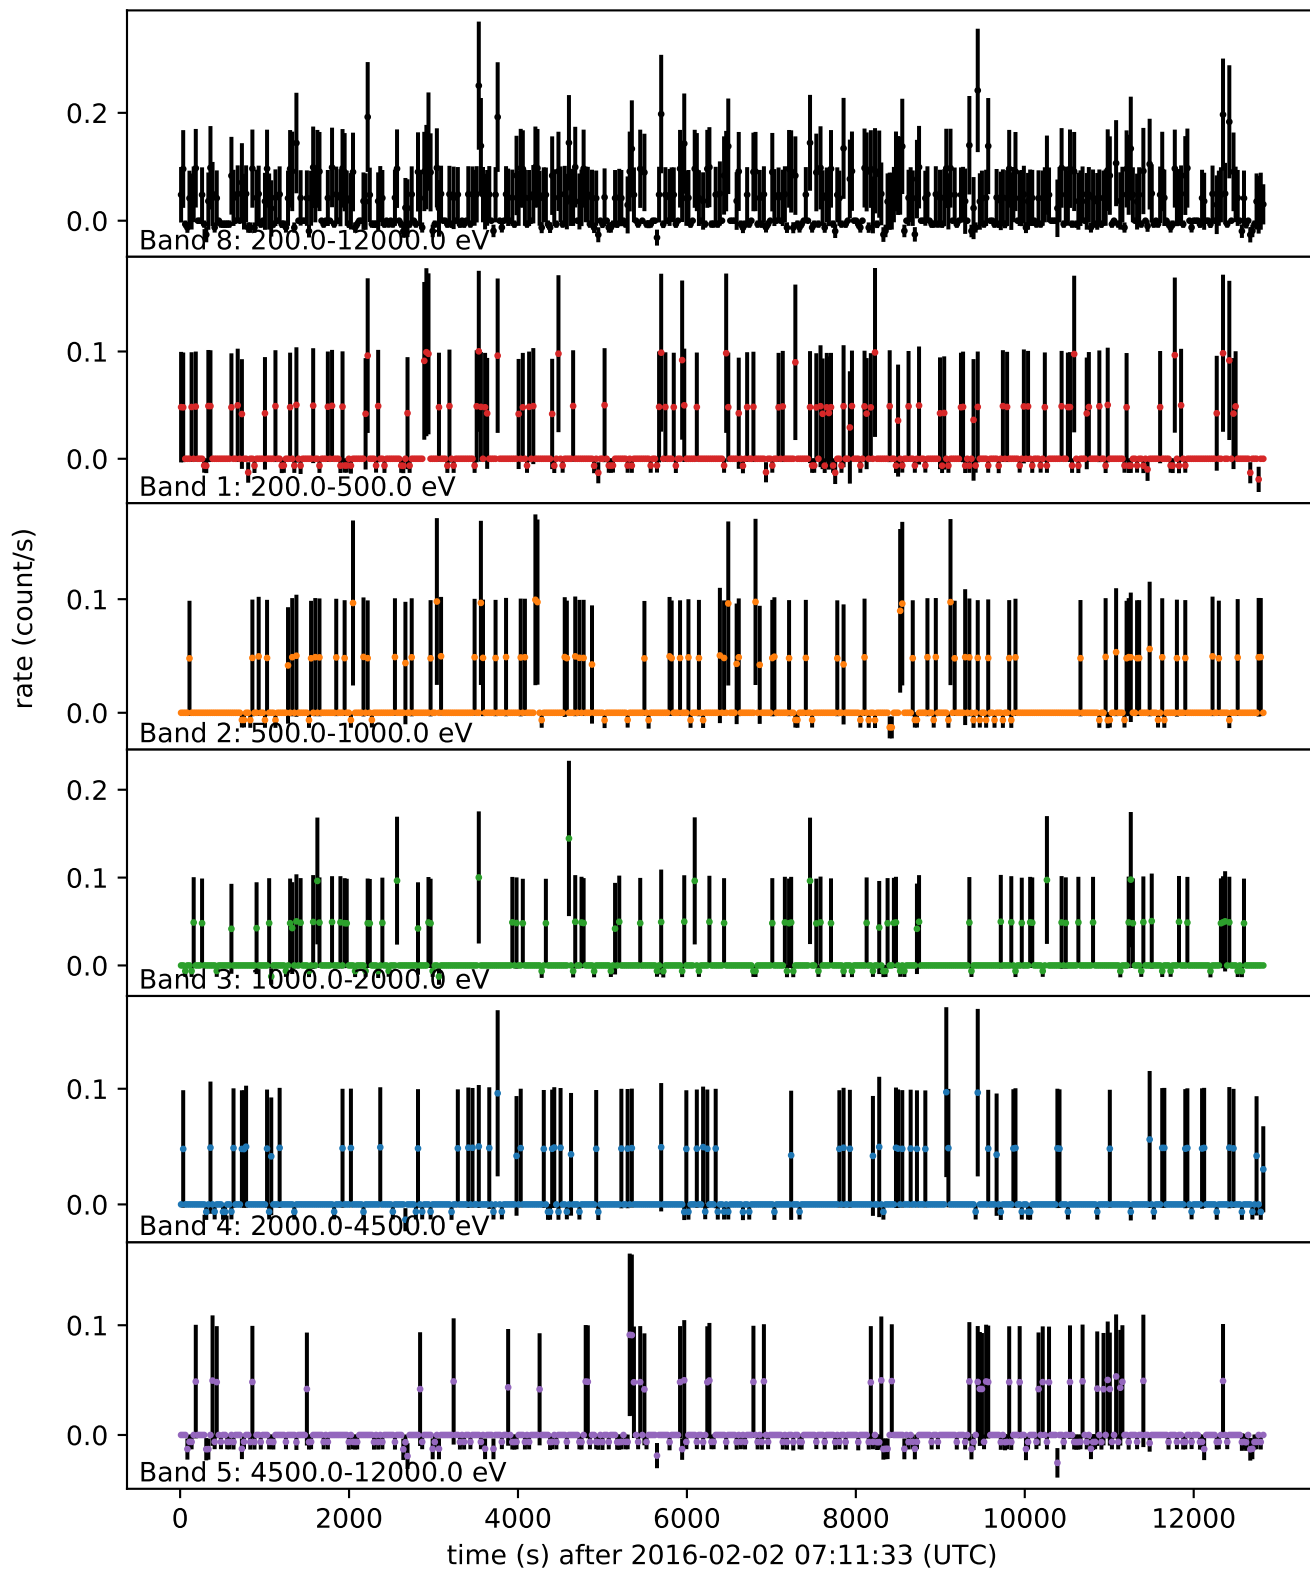 0.2
0.0
Band 8: 200.0-12000.0 eV
0.1
0.0
Band 1: 200.0-500.0 eV
0.1
0.0
Band 2: 500.0-1000.0 eV
rate (count/s)
0.2
0.1
0.0
Band 3: 1000.0-2000.0 eV
0.1
0.0
Band 4: 2000.0-4500.0 eV
0.1
0.0
Band 5: 4500.0-12000.0 eV
0 2000 4000 6000 8000 10000 12000
time (s) after 2016-02-02 07:11:33 (UTC)